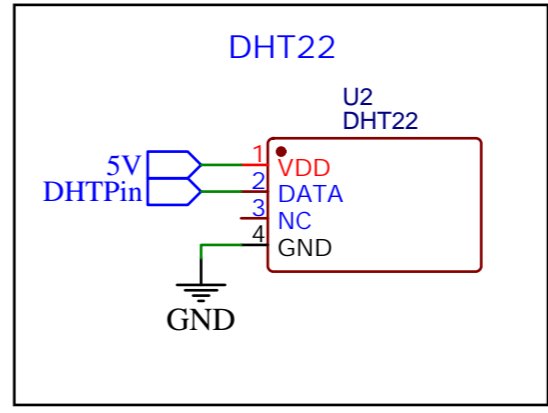 DHT22
U2
DHT22
5V
1
VDD
DHTPin
2
DATA
3
NC
4
GND
GND